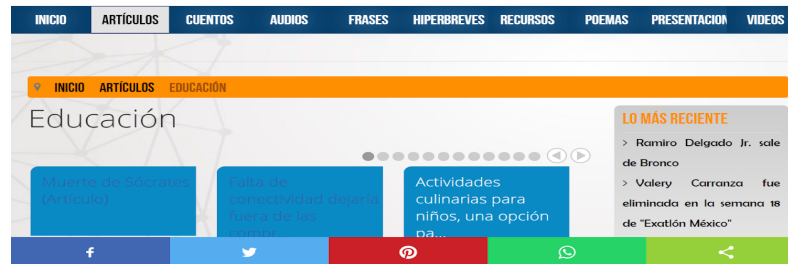 INICIO ARTÍCULOS CUENTOS AUDIOS FRASES HIPERBREVES RECURSOS POEMAS PRESENTACION VIDEOS
INICIO ARTÍCULOS EDUCACIÓN
Educación
Muerte de Sócrates
(Artículo)
Falta de
conectividad dejaría
fuera de las
compr...
Actividades
culinarias para
niños, una opción
pa...
LO MÁS RECIENTE
> Ramiro Delgado Jr. sale
de Bronco
> Valery Carranza fue
eliminada en la semana 18
de "Exatlón México"